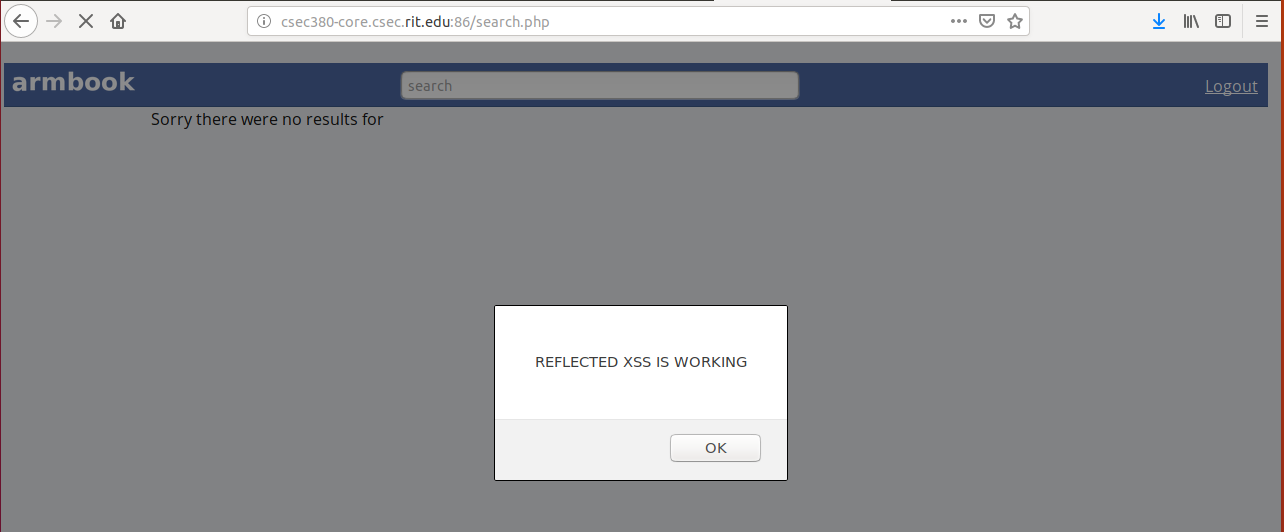 csec380-core.csec.rit.edu:86/search.php
armbook
search
Logout
Sorry there were no results for
REFLECTED XSS IS WORKING
OK